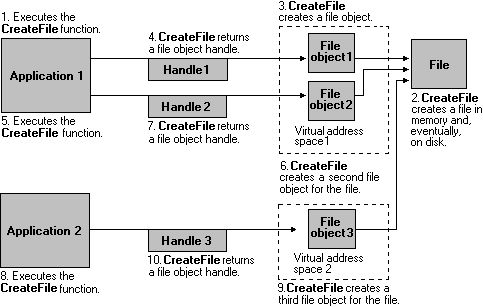 1. Executes the
CreateFile function.
4. CreateFile returns
a file object handle.
3. CreateFile
creates a file object.
Application 1
Handle1
File
object1
File
5. Executes the
CreateFile function.
Handle 2
7. CreateFile returns
a file object handle.
File
object2
Virtual address
space1
2. CreateFile
creates a file in
memory and,
eventually,
on disk.
6. CreateFile
creates a second file
object for the file.
Application 2
Handle 3
File
object3
8. Executes the
CreateFile function.
10. CreateFile returns
a file object handle.
Virtual address
space 2
9. CreateFile creates a
third file object for the file.